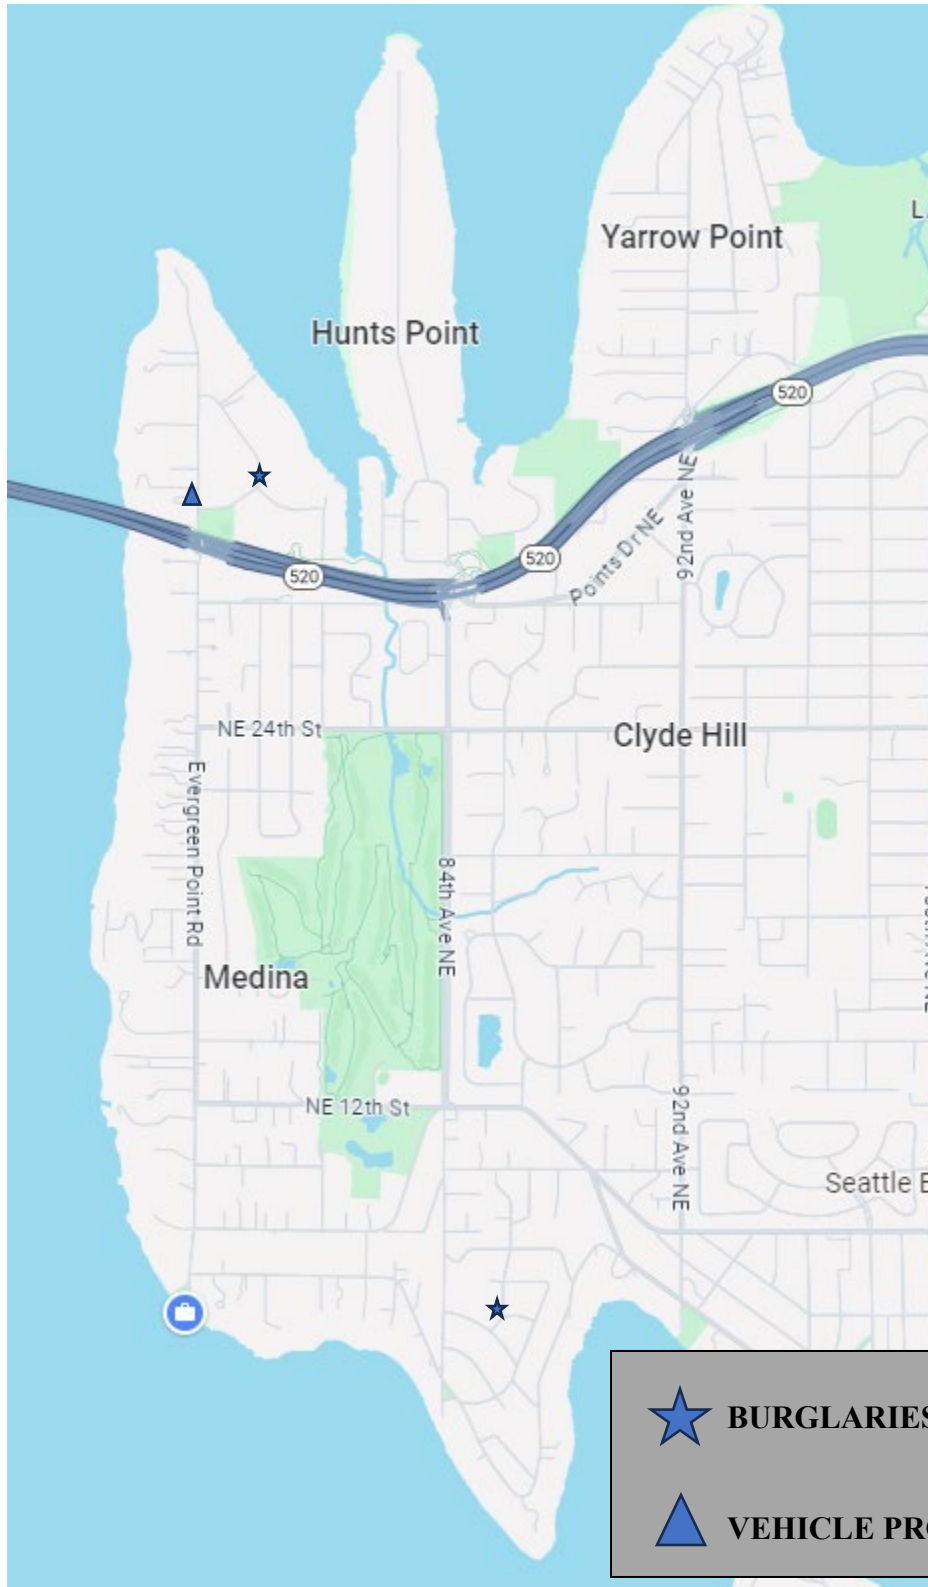 Yarrow Point
Hunts Point
520
520
520
Points Dr NE
92nd Ave NE
NE 24th St
Clyde Hill
Evergreen Point Rd
84th Ave NE
Medina
NE 12th St
92nd Ave NE
Seattle
BURGLARIES
VEHICLE